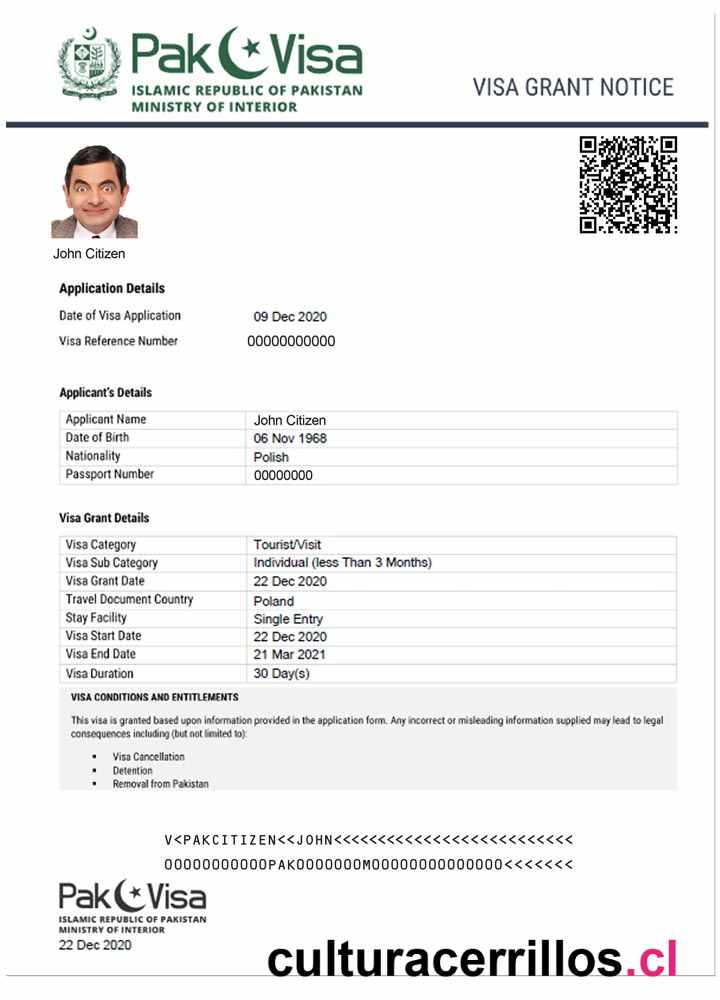 Pak Visa
ISLAMIC REPUBLIC OF PAKISTAN
MINISTRY OF INTERIOR
VISA GRANT NOTICE
John Citizen
Application Details
Date of Visa Application 09 Dec 2020
Visa Reference Number 00000000000
Applicant's Details
Applicant Name John Citizen
Date of Birth 06 Nov 1968
Nationality Polish
Passport Number 00000000
Visa Grant Details
Visa Category Tourist/Visit
Visa Sub Category Individual (less Than 3 Months)
Visa Grant Date 22 Dec 2020
Travel Document Country Poland
Stay Facility Single Entry
Visa Start Date 22 Dec 2020
Visa End Date 21 Mar 2021
Visa Duration 30 Day(s)
VISA CONDITIONS AND ENTITLEMENTS
This visa is granted based upon information provided in the application form. Any incorrect or misleading information supplied may lead to legal
consequences including (but not limited to):
▪ Visa Cancellation
▪ Detention
▪ Removal from Pakistan
V<PAKCITIZEN<<JOHN<<<<<<<<<<<<<<<<<<<<<<<<<<
00000000000PAK0000000M00000000000000<<<<<<<
Pak Visa
ISLAMIC REPUBLIC OF PAKISTAN
MINISTRY OF INTERIOR
22 Dec 2020
culturacerrillos.cl